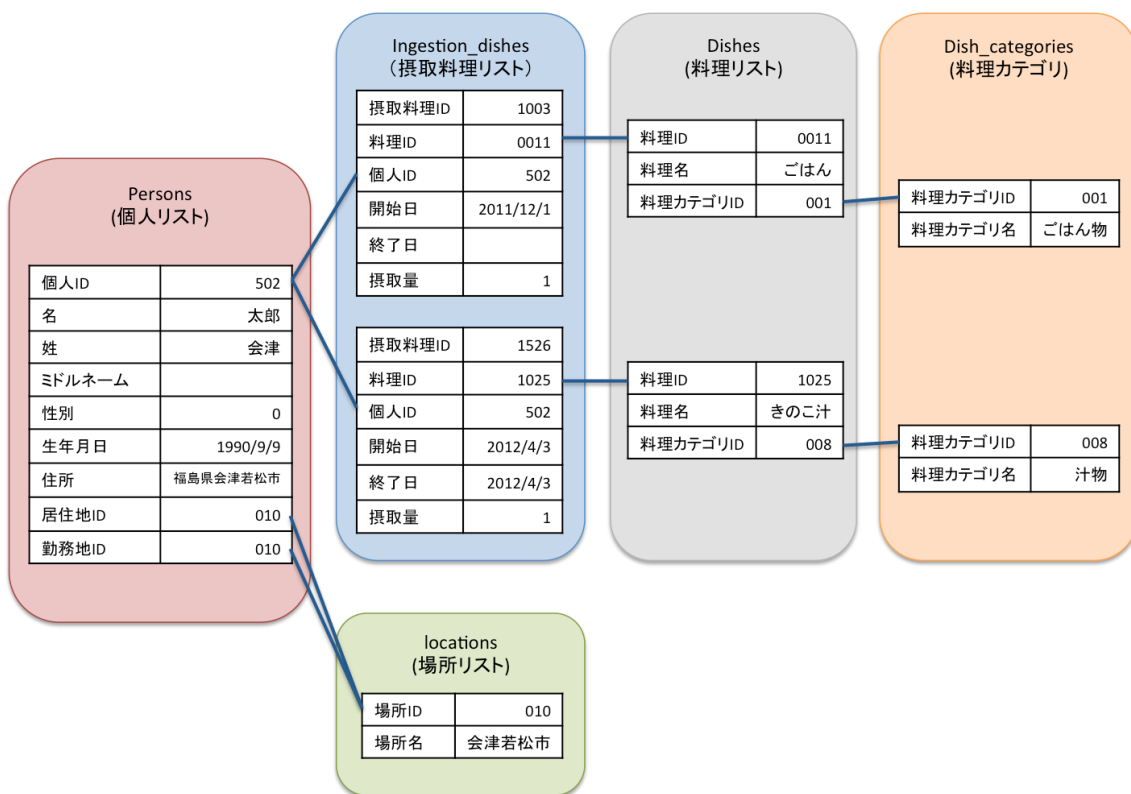 Persons
(個人リスト)
個人ID 502
名 太郎
姓 会津
ミドルネーム
性別 0
生年月日 1990/9/9
住所 福島県会津若松市
居住地ID 010
勤務地ID 010
Ingestion_dishes
(摂取料理リスト)
摂取料理ID 1003
料理ID 0011
個人ID 502
開始日 2011/12/1
終了日
摂取量 1
摂取料理ID 1526
料理ID 1025
個人ID 502
開始日 2012/4/3
終了日 2012/4/3
摂取量 1
Dishes
(料理リスト)
料理ID 0011
料理名 ごはん
料理カテゴリID 001
料理ID 1025
料理名 きのこ汁
料理カテゴリID 008
Dish_categories
(料理カテゴリ)
料理カテゴリID 001
料理カテゴリ名 ごはん物
料理カテゴリID 008
料理カテゴリ名 汁物
locations
(場所リスト)
場所ID 010
場所名 会津若松市